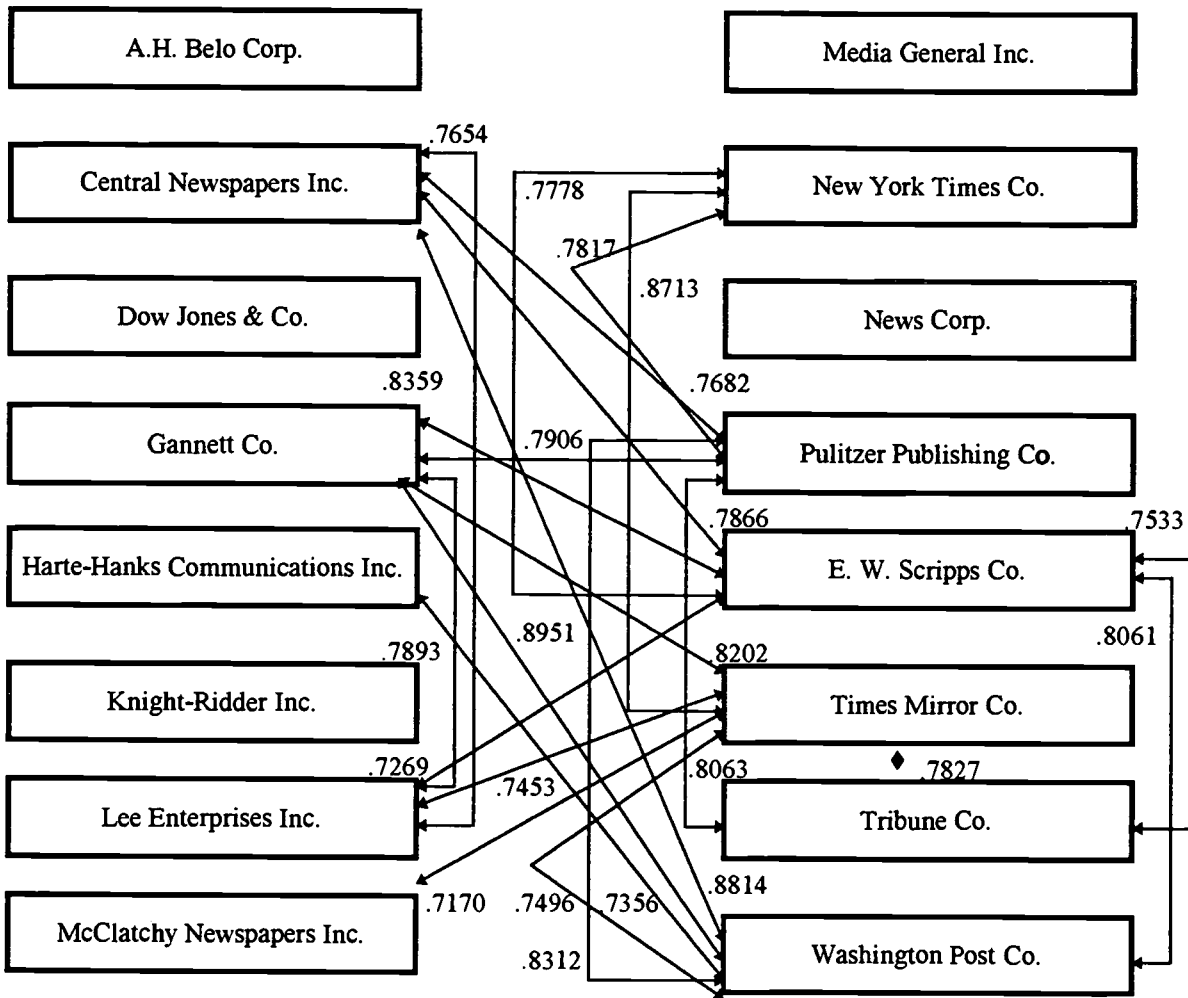 A.H. Belo Corp.
Media General Inc.
.7654
Central Newspapers Inc.
.7778
New York Times Co.
.7817
.8713
Dow Jones & Co.
News Corp.
.8359
.7682
Gannett Co.
.7906
Pulitzer Publishing Co.
.7866
.7533
Harte-Hanks Communications Inc.
E. W. Scripps Co.
.8951
.8061
.7893
.8202
Knight-Ridder Inc.
Times Mirror Co.
.7269
.7453
.8063
.7827
Lee Enterprises Inc.
Tribune Co.
.8814
.7170
.7496
.7356
McClatchy Newspapers Inc.
.8312
Washington Post Co.